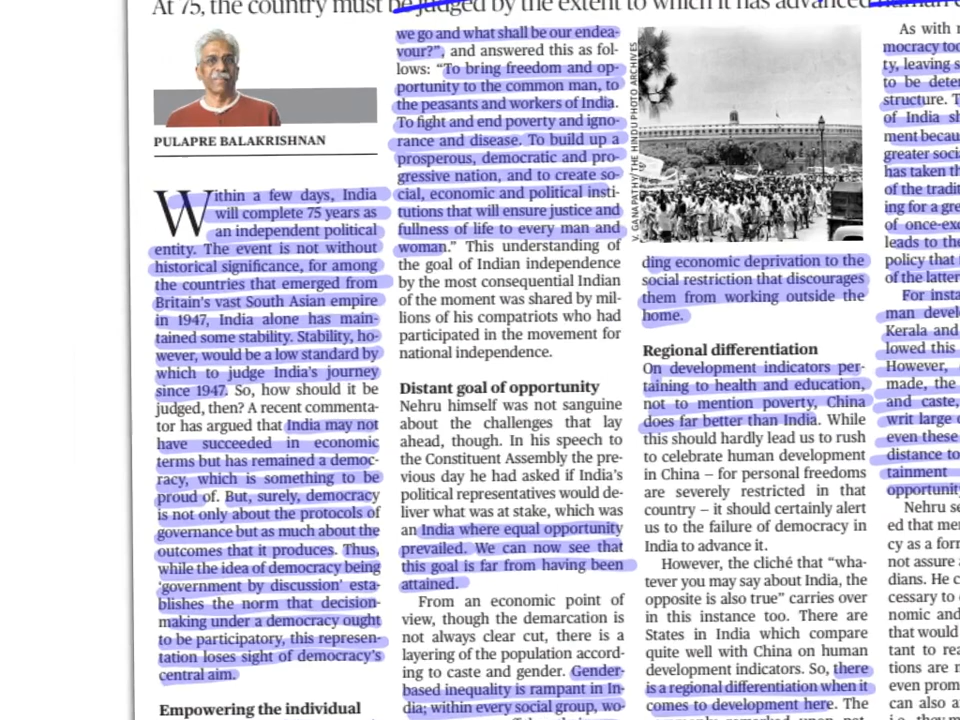 At 75, the country must be judged by the extent to which it has advanced human
PULAPRE BALAKRISHNAN
Within a few days, India
will complete 75 years as
an independent political
entity. The event is not without
historical significance, for among
the countries that emerged from
Britain's vast South Asian empire
in 1947, India alone has main-
tained some stability. Stability, ho-
wever, would be a low standard by
which to judge India's journey
since 1947. So, how should it be
judged, then? A recent commenta-
tor has argued that India may not
have succeeded in economic
terms but has remained a democ-
racy, which is something to be
proud of. But, surely, democracy
is not only about the protocols of
governance but as much about the
outcomes that it produces. Thus,
while the idea of democracy being
'government by discussion' esta-
blishes the norm that decision-
making under a democracy ought
to be participatory, this represen-
tation loses sight of democracy's
central aim.
Empowering the individual
we go and what shall be our endea-
vour?", and answered this as fol-
lows: "To bring freedom and op-
portunity to the common man, to
the peasants and workers of India.
To fight and end poverty and igno-
rance and disease. To build up a
prosperous, democratic and pro-
gressive nation, and to create so-
cial, economic and political insti-
tutions that will ensure justice and
fullness of life to every man and
woman." This understanding of
the goal of Indian independence
by the most consequential Indian
of the moment was shared by mil-
lions of his compatriots who had
participated in the movement for
national independence.
Distant goal of opportunity
Nehru himself was not sanguine
about the challenges that lay
ahead, though. In his speech to
the Constituent Assembly the pre-
vious day he had asked if India's
political representatives would de-
liver what was at stake, which was
an India where equal opportunity
prevailed. We can now see that
this goal is far from having been
attained.
From an economic point of
view, though the demarcation is
not always clear cut, there is a
layering of the population accord-
ing to caste and gender. Gender-
based inequality is rampant in In-
dia; within every social group, wo-
V. GANAPATHY/THE HINDU PHOTO ARCHIVES
ding economic deprivation to the
social restriction that discourages
them from working outside the
home.
Regional differentiation
On development indicators per-
taining to health and education,
not to mention poverty, China
does far better than India. While
this should hardly lead us to rush
to celebrate human development
in China – for personal freedoms
are severely restricted in that
country – it should certainly alert
us to the failure of democracy in
India to advance it.
However, the cliché that "wha-
tever you may say about India, the
opposite is also true" carries over
in this instance too. There are
States in India which compare
quite well with China on human
development indicators. So, there
is a regional differentiation when it
comes to development here. The
As with
mocracy too
ty, leaving
to be
structure.
of India
ment
greater
has taken
of the
ing for a
of
leads to the
policy that
of the latter
For
man
Kerala and
lowed this
However,
made, the
and caste,
writ large
even these
distance to
tainment
opportunity
Nehru
ed that
cy as a
not assure
dians. He
cessary to
nomic and
that would
tant to
tions are
even
can also